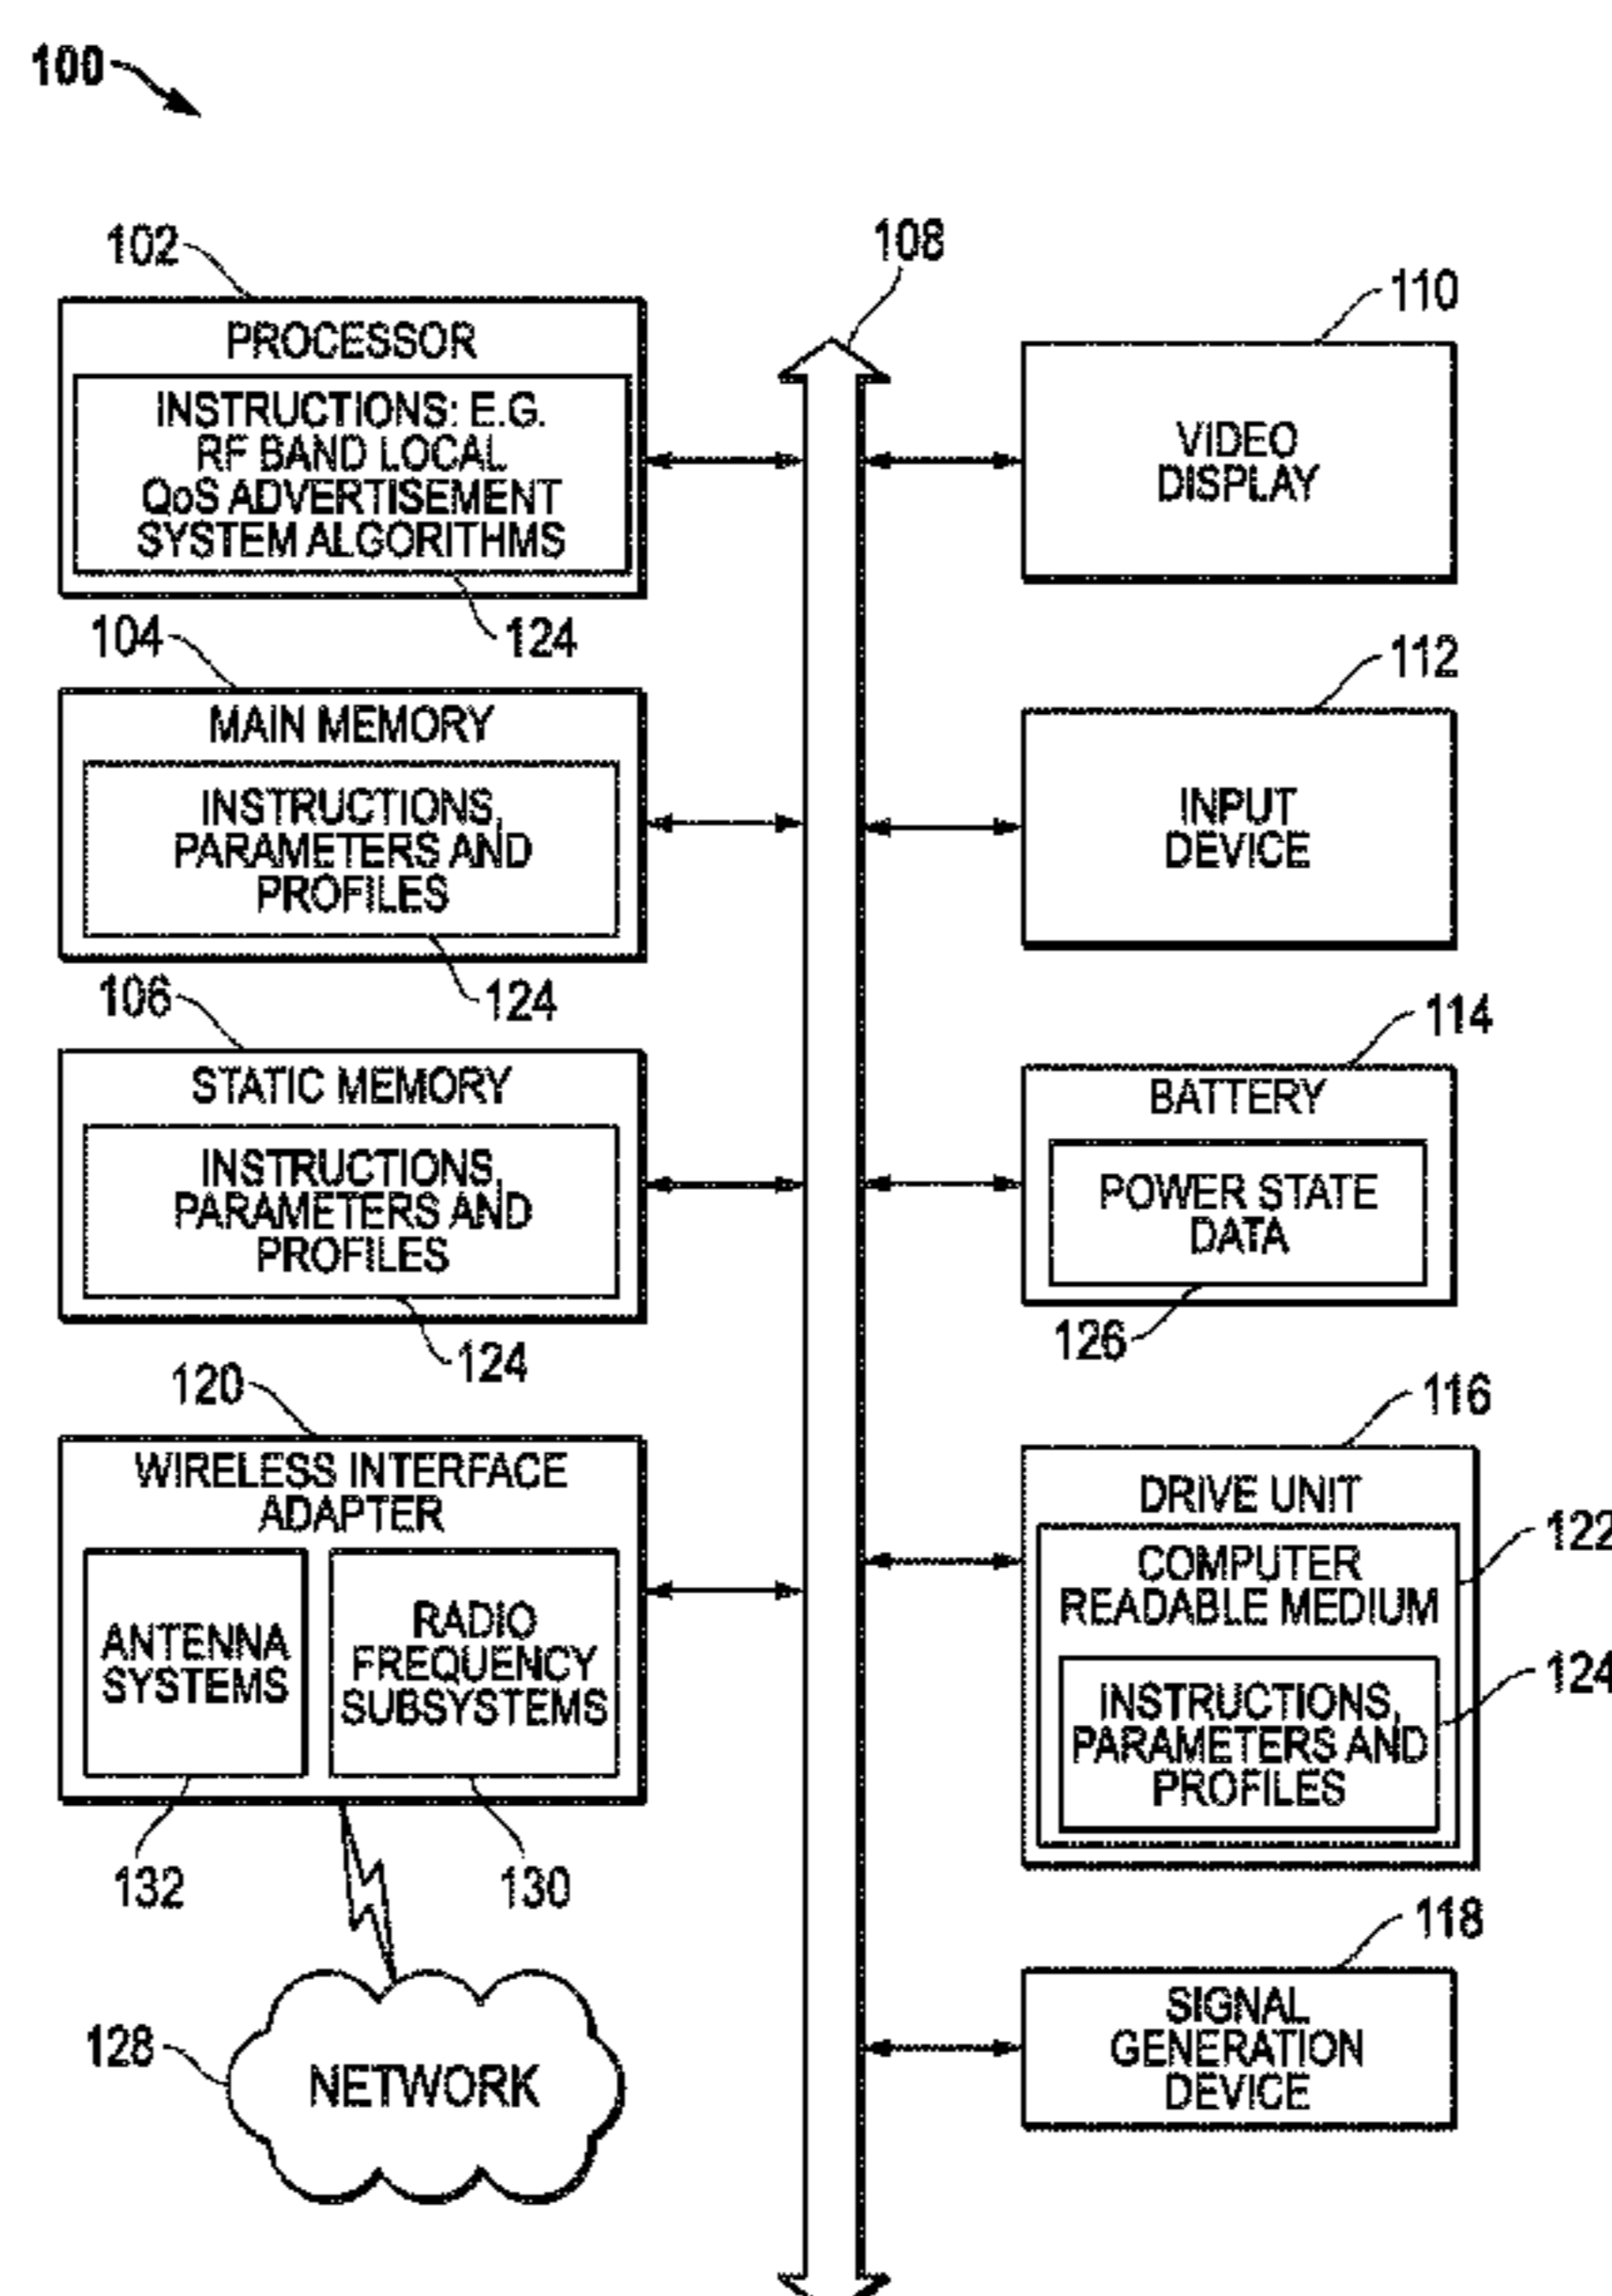 100
102
PROCESSOR
INSTRUCTIONS: E.G.
RF BAND LOCAL
QoS ADVERTISEMENT
SYSTEM ALGORITHMS
124
104
MAIN MEMORY
INSTRUCTIONS,
PARAMETERS AND
PROFILES
124
106
STATIC MEMORY
INSTRUCTIONS,
PARAMETERS AND
PROFILES
124
120
WIRELESS INTERFACE
ADAPTER
ANTENNA
SYSTEMS
RADIO
FREQUENCY
SUBSYSTEMS
132
130
128
NETWORK
108
110
VIDEO
DISPLAY
112
INPUT
DEVICE
114
BATTERY
POWER STATE
DATA
126
116
DRIVE UNIT
122
COMPUTER
READABLE MEDIUM
124
INSTRUCTIONS,
PARAMETERS AND
PROFILES
118
SIGNAL
GENERATION
DEVICE